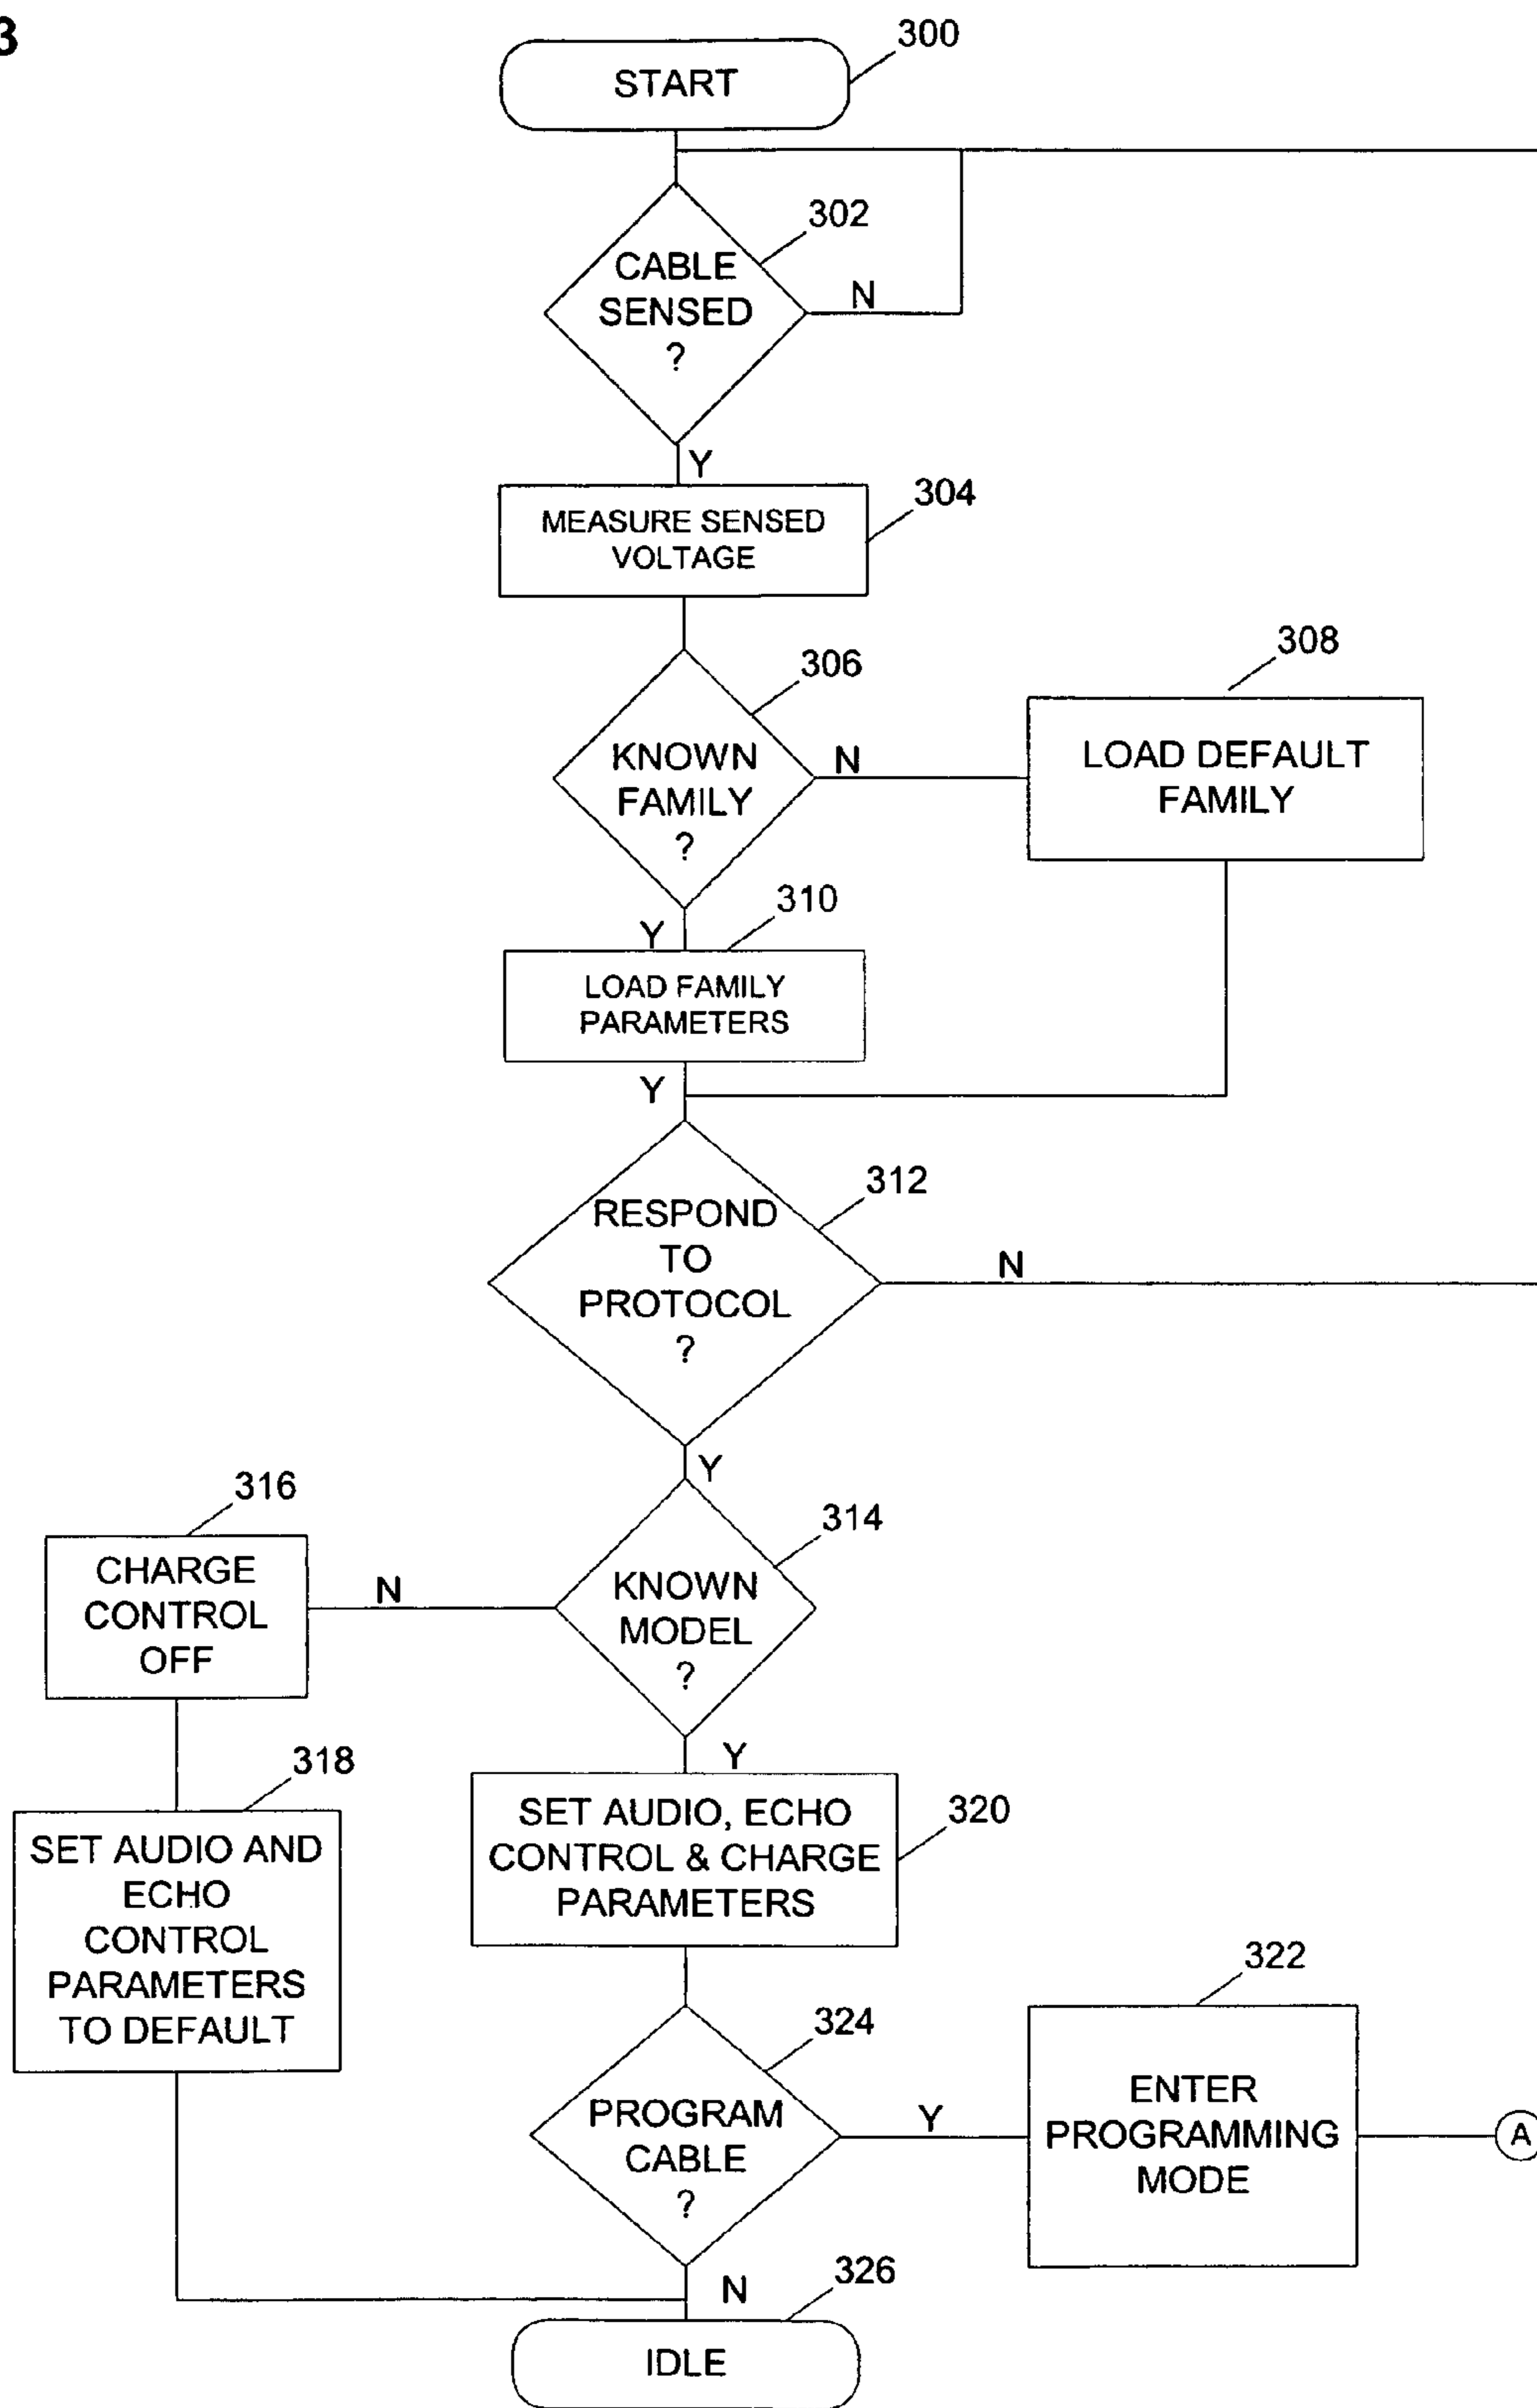 3
300
START
302
CABLE
SENSED
?
N
Y
304
MEASURE SENSED
VOLTAGE
306
KNOWN
FAMILY
?
N
308
LOAD DEFAULT
FAMILY
Y
310
LOAD FAMILY
PARAMETERS
Y
312
RESPOND
TO
PROTOCOL
?
N
Y
314
KNOWN
MODEL
?
N
316
CHARGE
CONTROL
OFF
318
SET AUDIO AND
ECHO
CONTROL
PARAMETERS
TO DEFAULT
Y
320
SET AUDIO, ECHO
CONTROL & CHARGE
PARAMETERS
324
PROGRAM
CABLE
?
Y
322
ENTER
PROGRAMMING
MODE
A
N
326
IDLE